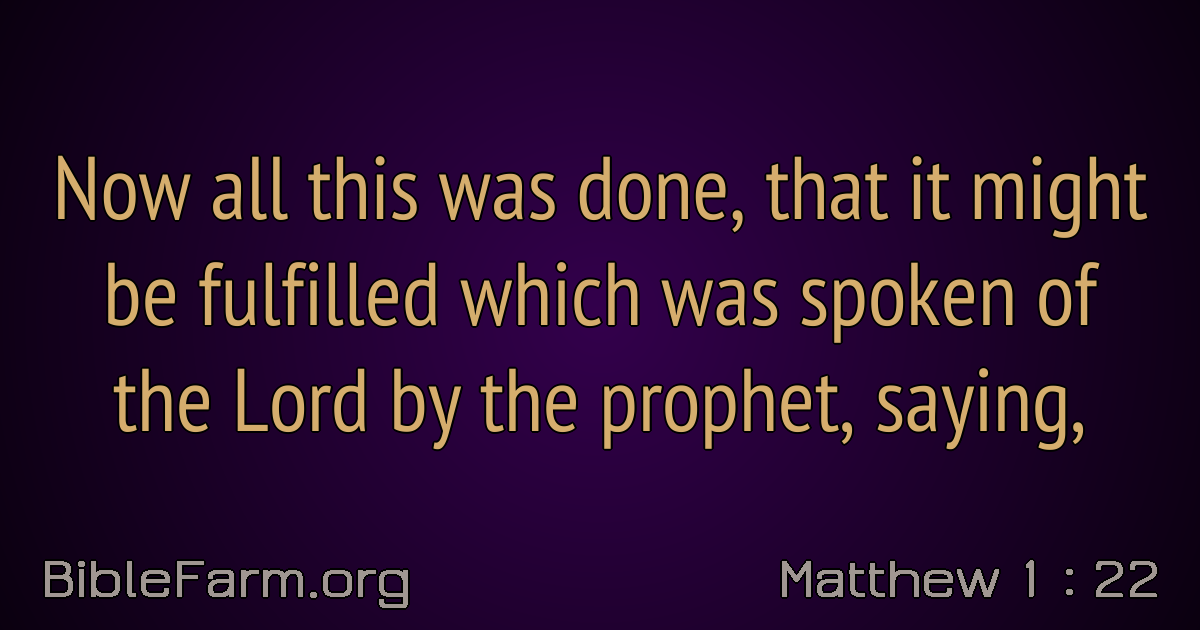 Now all this was done, that it might
be fulfilled which was spoken of
the Lord by the prophet, saying,
BibleFarm.org
Matthew 1 : 22